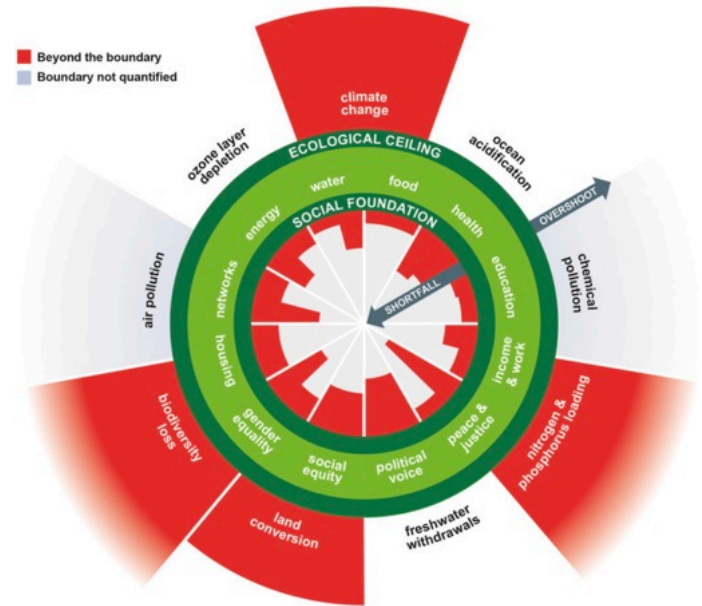 Beyond the boundary
Boundary not quantified
climate
change
ozone layer
depletion
ocean
acidification
ECOLOGICAL CEILING
OVERSHOOT
water
food
energy
health
SOCIAL FOUNDATION
SHORTFALL
air pollution
networks
education
chemical
pollution
housing
income
& work
gender
equality
social
equity
political
voice
peace &
justice
biodiversity
loss
land
conversion
freshwater
withdrawals
nitrogen &
phosphorus loading